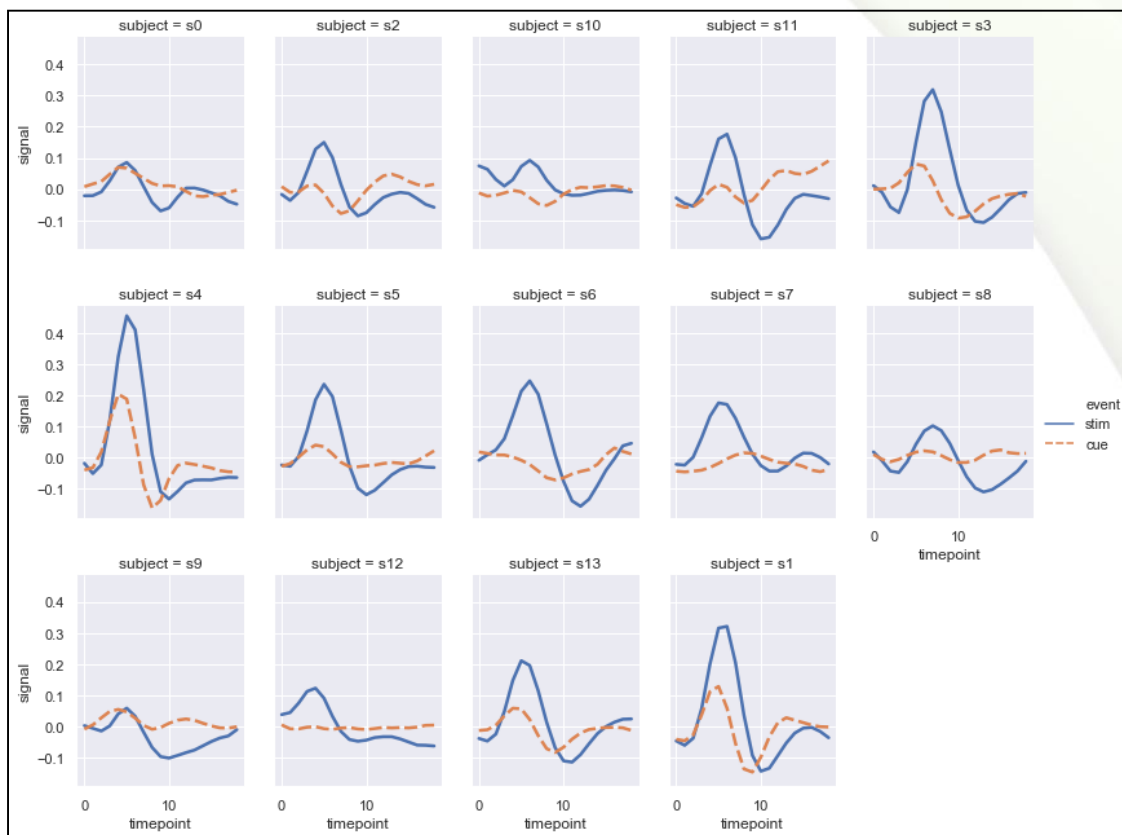 subject = s0 subject = s2 subject = s10 subject = s11 subject = s3
0.4
0.3
0.2
0.1
0.0
−0.1
signal
10
subject = s4 subject = s5 subject = s6 subject = s7 subject = s8
0.4
0.3
0.2
0.1
0.0
−0.1
signal
0 10
timepoint
event
stim
cue
subject = s9 subject = s12 subject = s13 subject = s1
0.4
0.3
0.2
0.1
0.0
−0.1
signal
0 10 0 10 0 10 0 10
timepoint timepoint timepoint timepoint